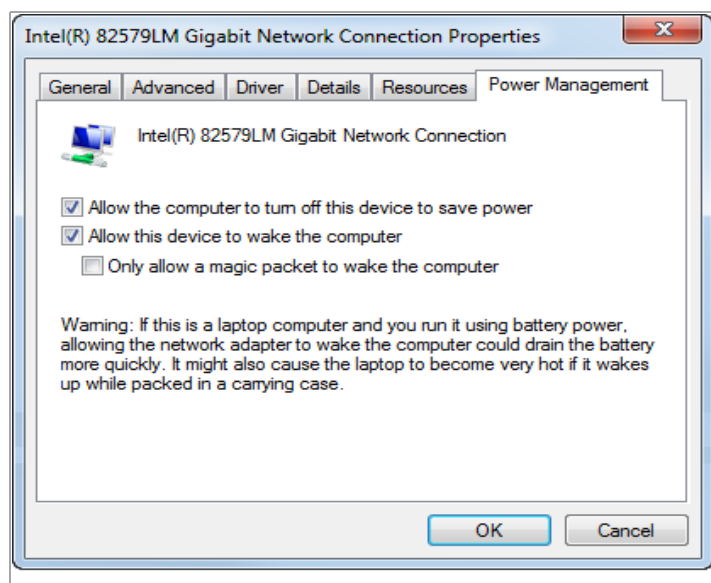 Intel(R) 82579LM Gigabit Network Connection Properties
General Advanced Driver Details Resources Power Management
Intel(R) 82579LM Gigabit Network Connection
Allow the computer to turn off this device to save power
Allow this device to wake the computer
Only allow a magic packet to wake the computer
Warning: If this is a laptop computer and you run it using battery power,
allowing the network adapter to wake the computer could drain the battery
more quickly. It might also cause the laptop to become very hot if it wakes
up while packed in a carrying case.
OK Cancel